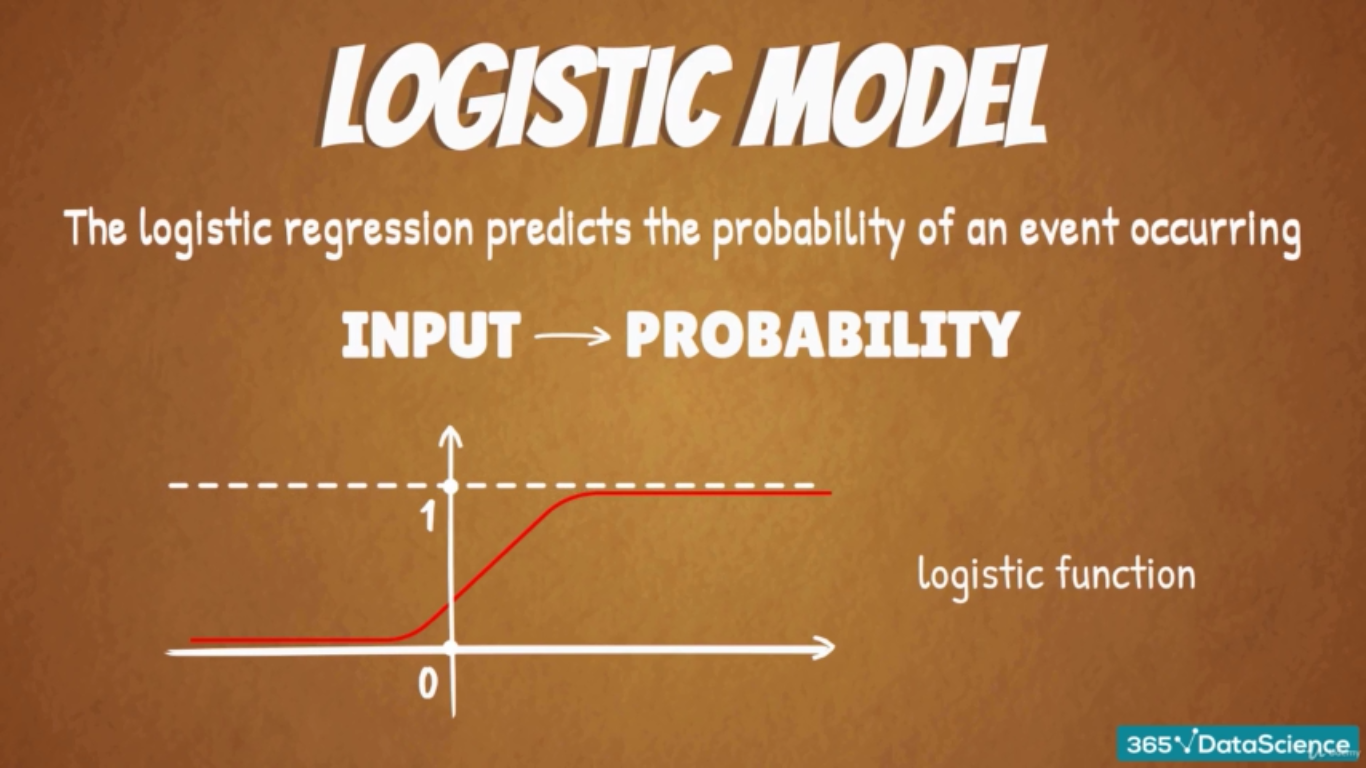 LOGISTIC MODEL
The logistic regression predicts the probability of an event occurring
INPUT → PROBABILITY
1
logistic function
0
365 DataScience